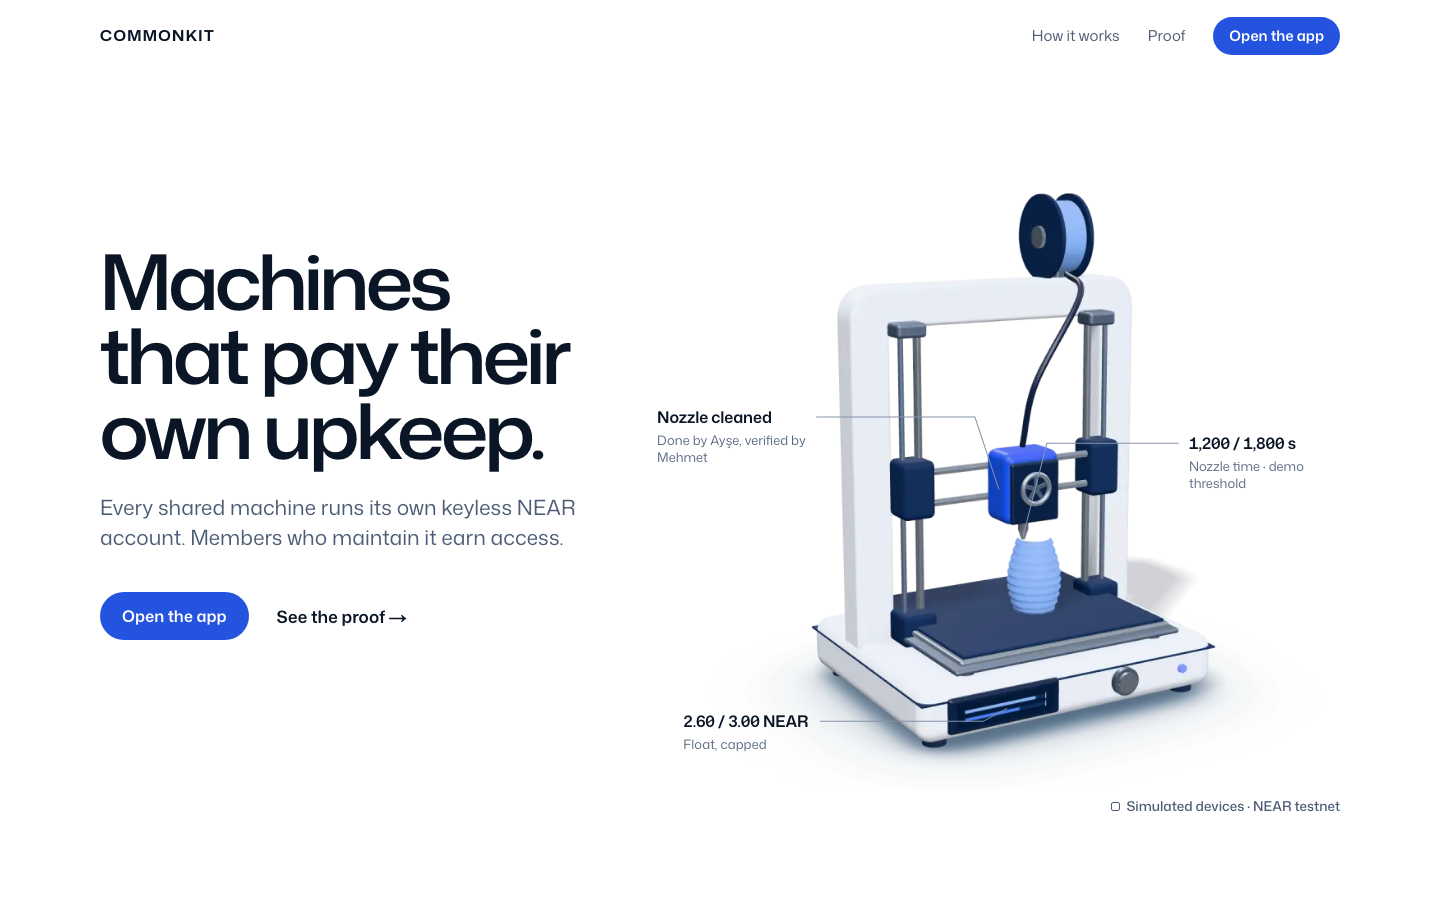 COMMONKIT
How it works
Proof
Open the app
Machines
that pay their
own upkeep.
Every shared machine runs its own keyless NEAR
account. Members who maintain it earn access.
Open the app
See the proof →
Nozzle cleaned
Done by Ayşe, verified by
Mehmet
1,200 / 1,800 s
Nozzle time · demo
threshold
2.60 / 3.00 NEAR
Float, capped
Simulated devices · NEAR testnet